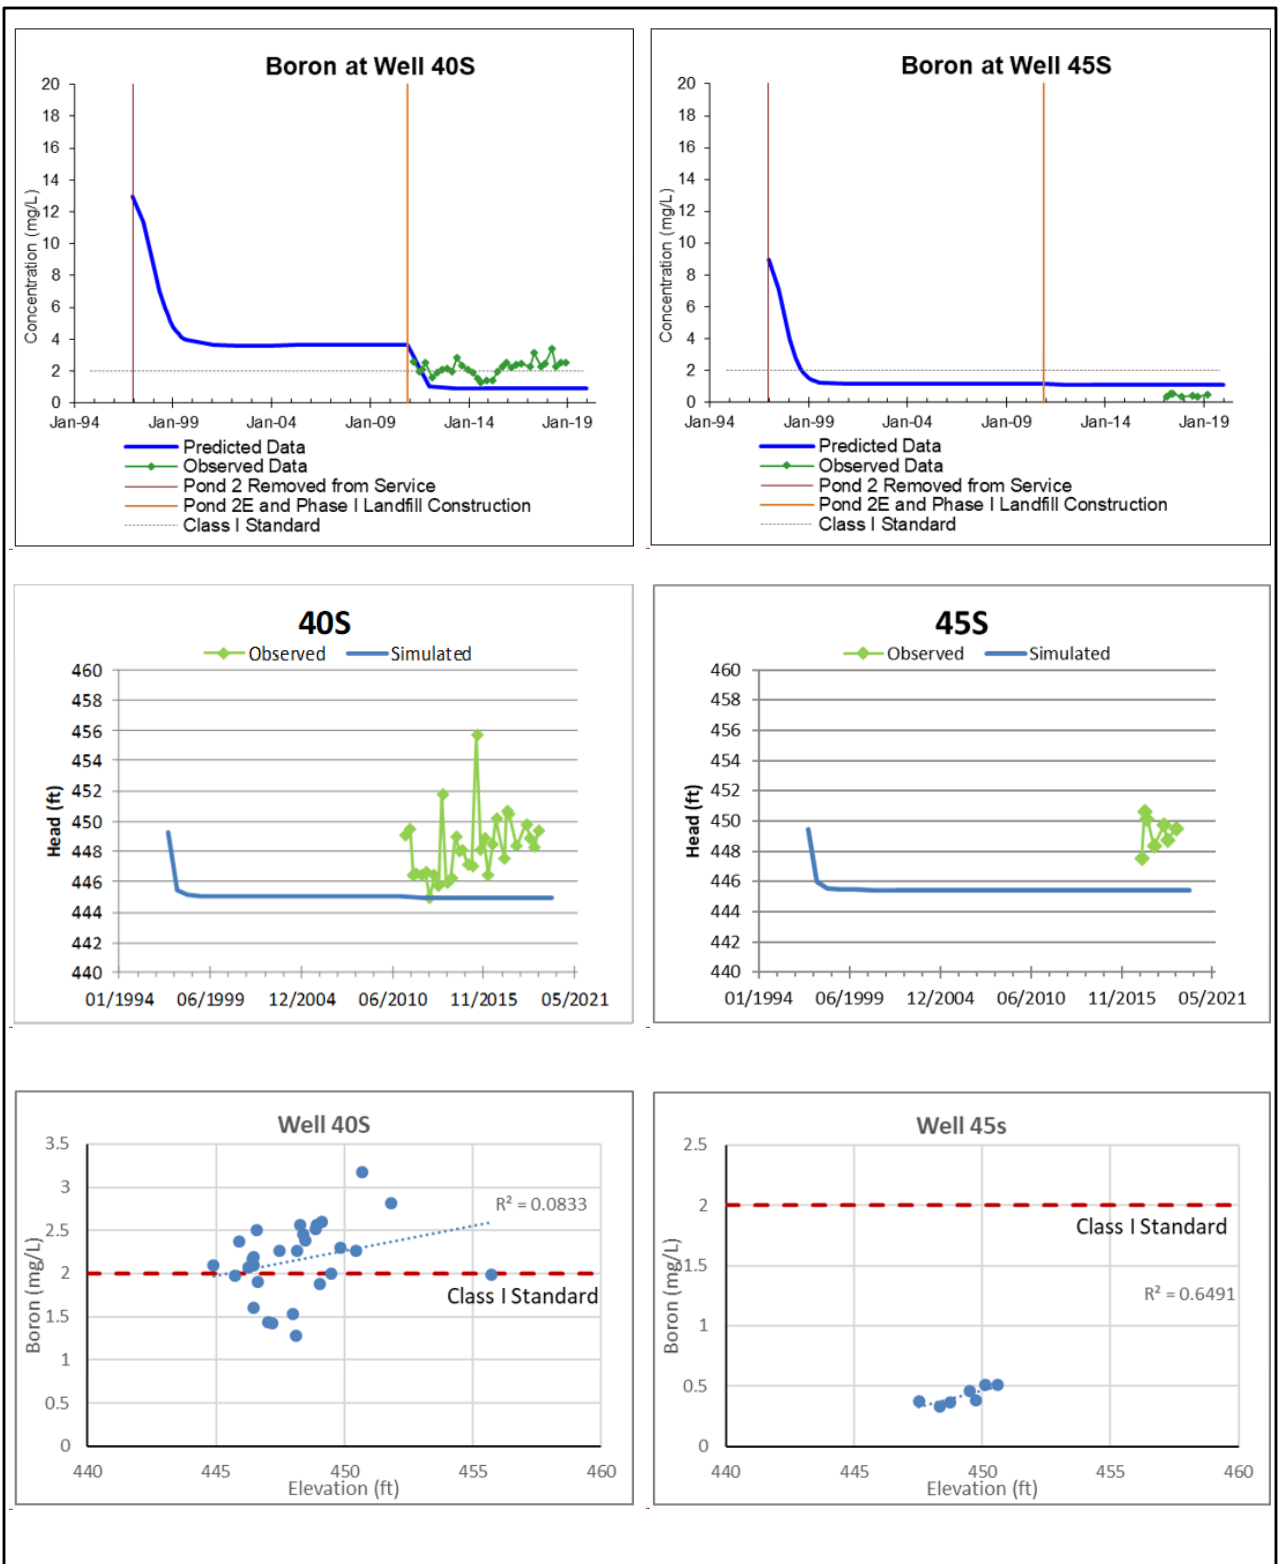 Boron at Well 40S
Concentration (mg/L)
20
18
16
14
12
10
8
6
4
2
0
Jan-94 Jan-99 Jan-04 Jan-09 Jan-14 Jan-19
Predicted Data
Observed Data
Pond 2 Removed from Service
Pond 2E and Phase I Landfill Construction
Class I Standard
Boron at Well 45S
Concentration (mg/L)
20
18
16
14
12
10
8
6
4
2
0
Jan-94 Jan-99 Jan-04 Jan-09 Jan-14 Jan-19
Predicted Data
Observed Data
Pond 2 Removed from Service
Pond 2E and Phase I Landfill Construction
Class I Standard
40S
Observed Simulated
Head (ft)
460
458
456
454
452
450
448
446
444
442
440
01/1994 06/1999 12/2004 06/2010 11/2015 05/2021
45S
Observed Simulated
Head (ft)
460
458
456
454
452
450
448
446
444
442
440
01/1994 06/1999 12/2004 06/2010 11/2015 05/2021
Well 40S
Boron (mg/L)
3.5
3
2.5
2
1.5
1
0.5
0
R² = 0.0833
Class I Standard
440 445 450 455 460
Elevation (ft)
Well 45s
Boron (mg/L)
2.5
2
1.5
1
0.5
0
Class I Standard
R² = 0.6491
440 445 450 455 460
Elevation (ft)